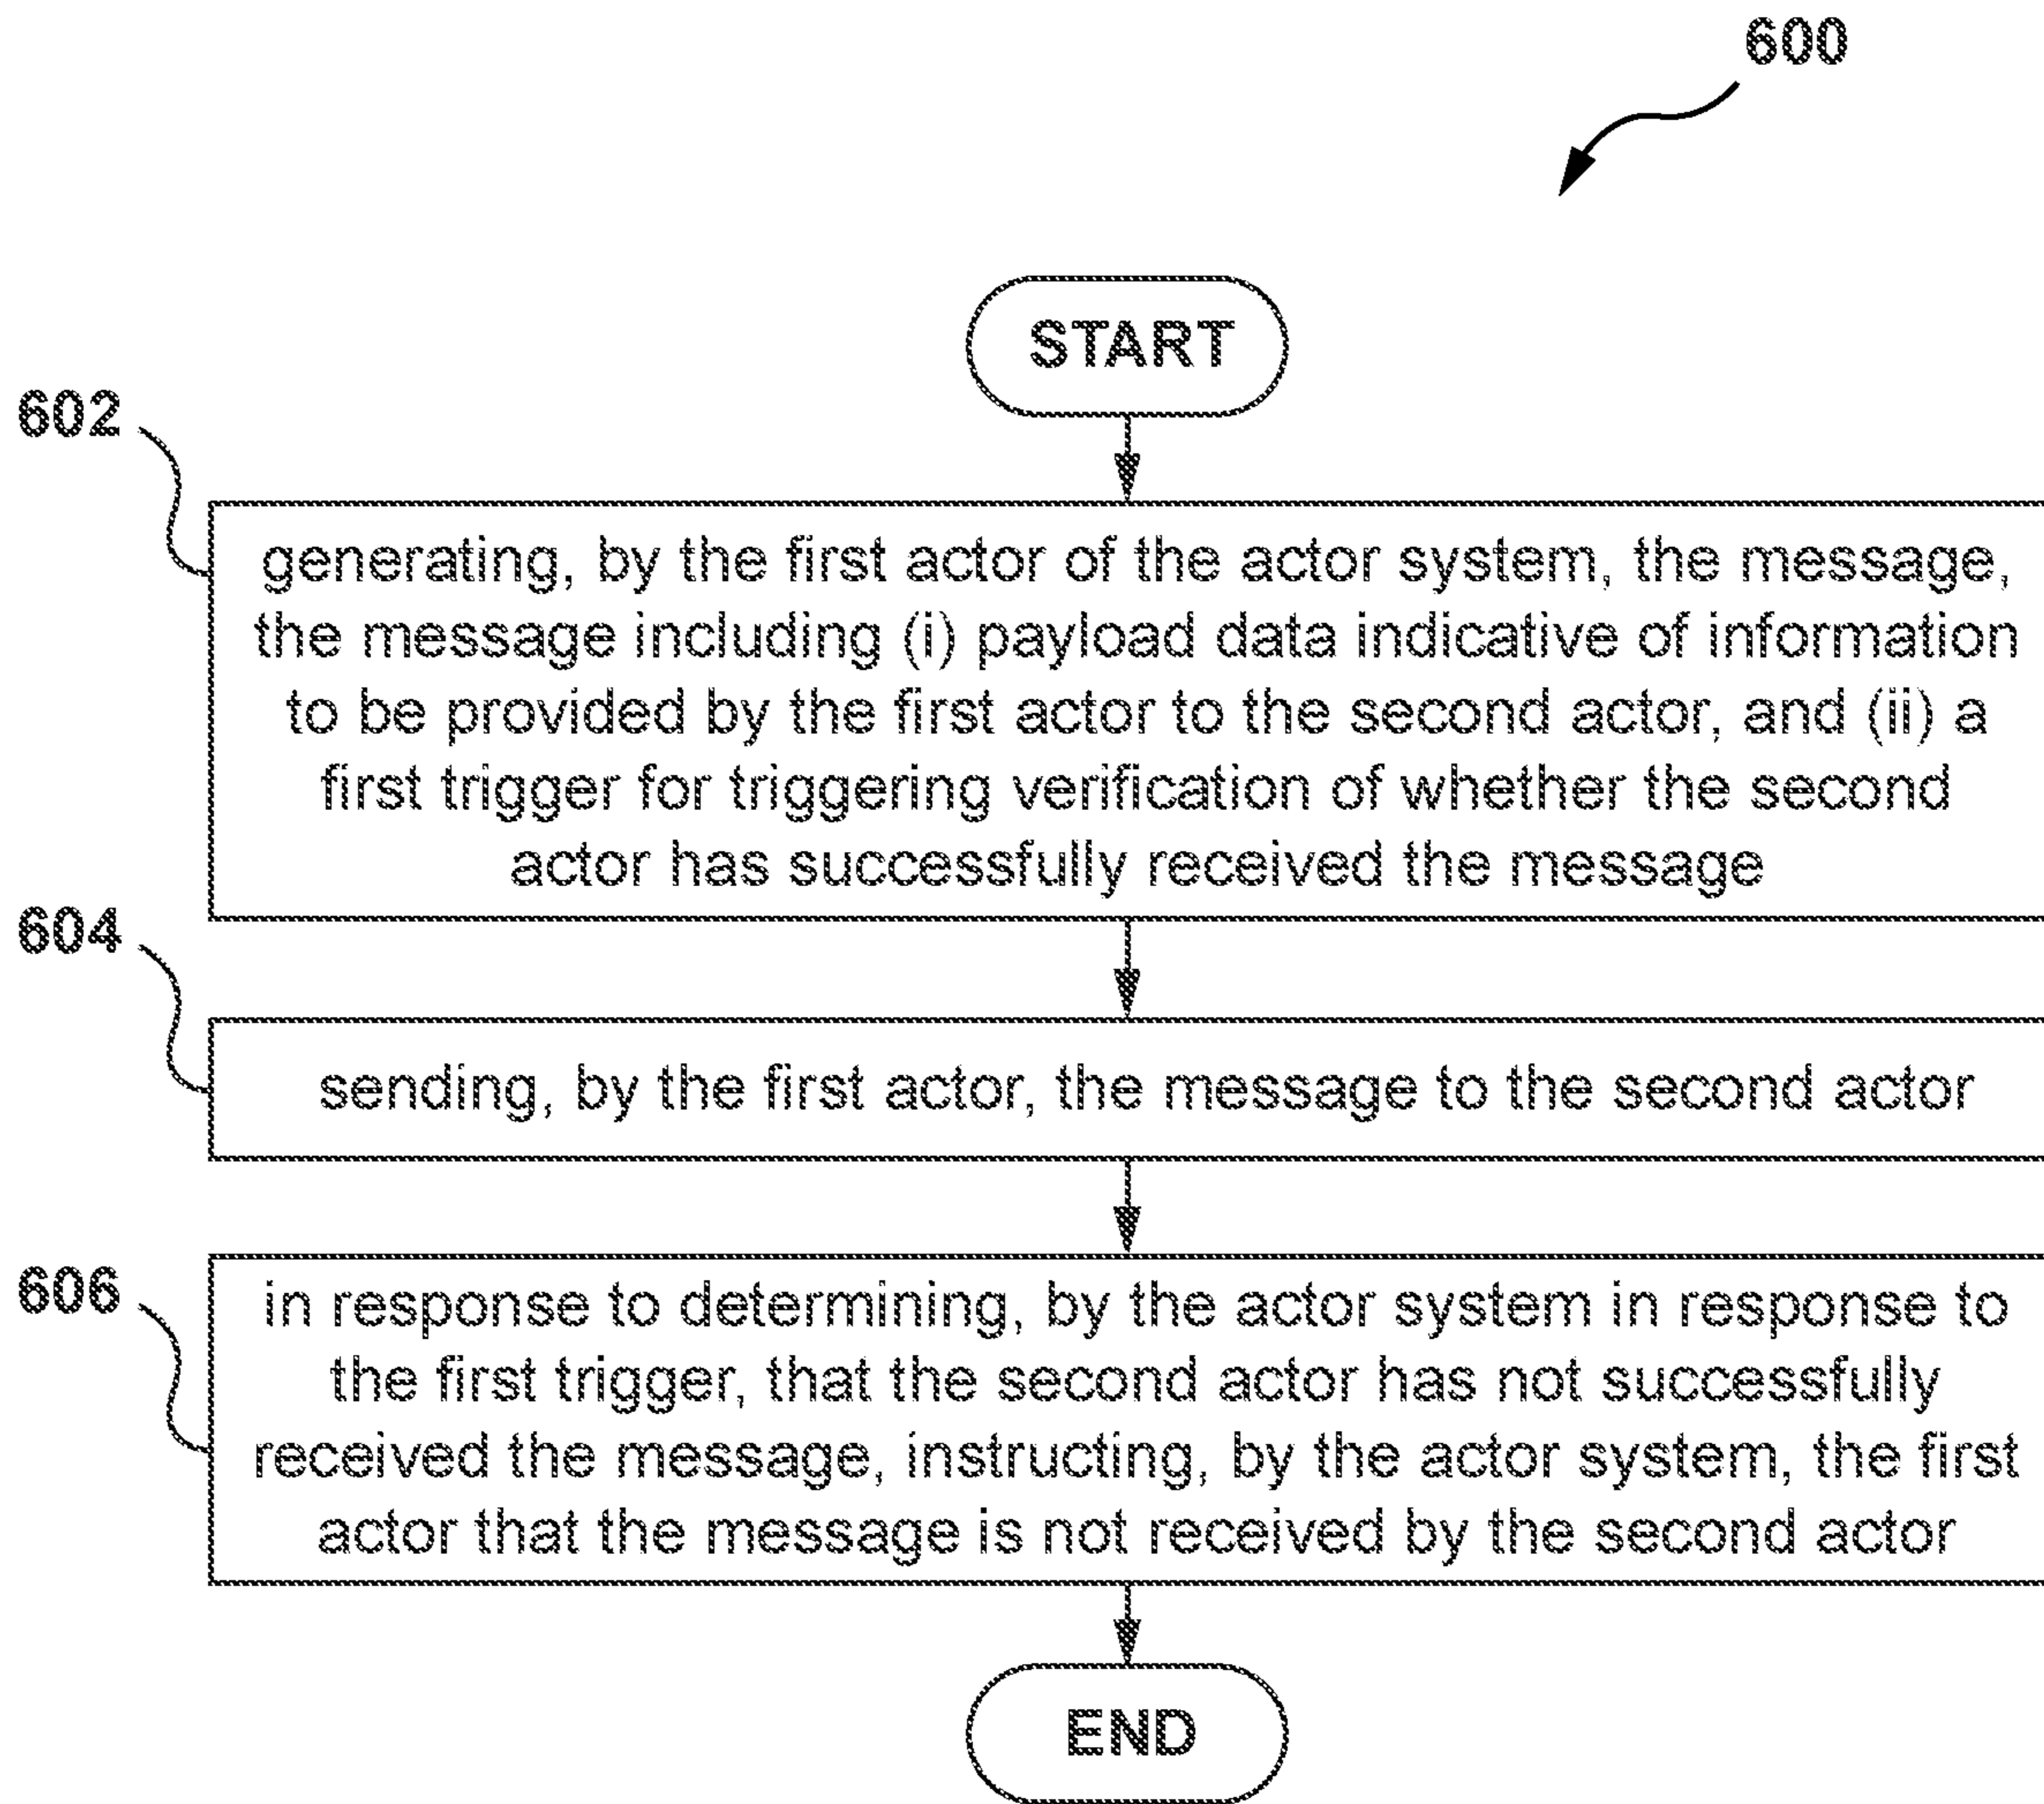 600
START
602
generating, by the first actor of the actor system, the message,
the message including (i) payload data indicative of information
to be provided by the first actor to the second actor, and (ii) a
first trigger for triggering verification of whether the second
actor has successfully received the message
604
sending, by the first actor, the message to the second actor
606
in response to determining, by the actor system in response to
the first trigger, that the second actor has not successfully
received the message, instructing, by the actor system, the first
actor that the message is not received by the second actor
END